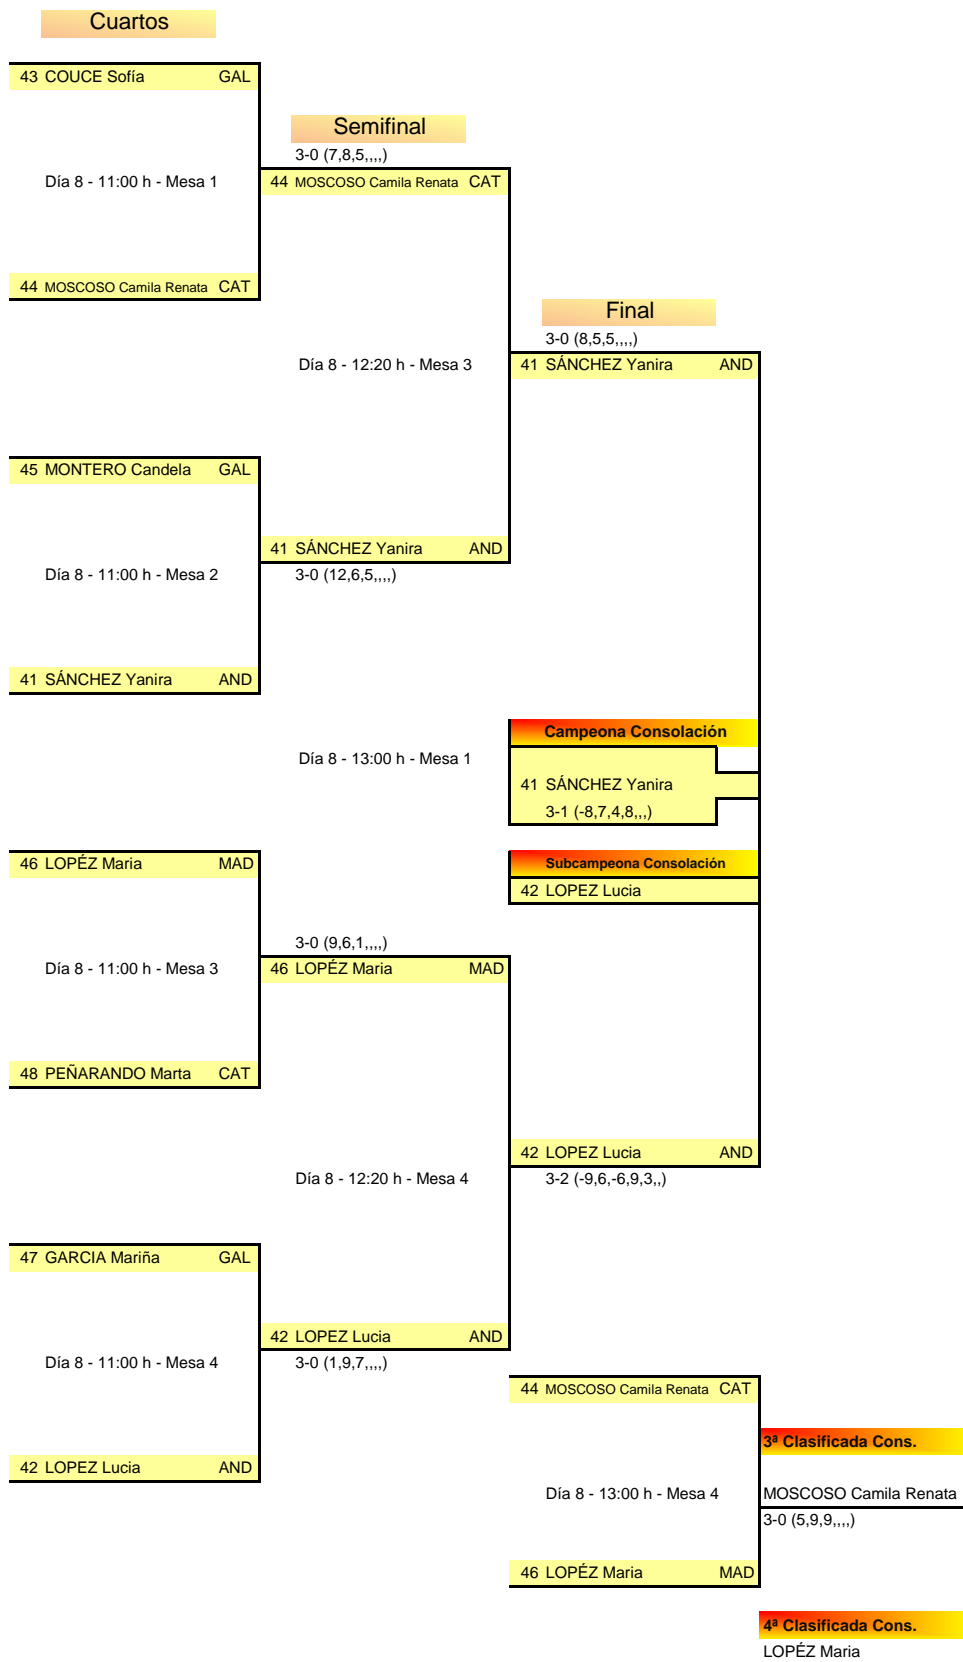 Cuartos
43 COUCE Sofía GAL
Semifinal
3-0 (7,8,5,,,,)
Día 8 - 11:00 h - Mesa 1
44 MOSCOSO Camila Renata CAT
44 MOSCOSO Camila Renata CAT
Final
3-0 (8,5,5,,,,)
Día 8 - 12:20 h - Mesa 3
41 SÁNCHEZ Yanira AND
45 MONTERO Candela GAL
41 SÁNCHEZ Yanira AND
Día 8 - 11:00 h - Mesa 2
3-0 (12,6,5,,,,)
41 SÁNCHEZ Yanira AND
Campeona Consolación
Día 8 - 13:00 h - Mesa 1
41 SÁNCHEZ Yanira
3-1 (-8,7,4,8,,,)
46 LOPÉZ Maria MAD
Subcampeona Consolación
42 LOPEZ Lucia
3-0 (9,6,1,,,,)
Día 8 - 11:00 h - Mesa 3
46 LOPÉZ Maria MAD
48 PEÑARANDO Marta CAT
42 LOPEZ Lucia AND
Día 8 - 12:20 h - Mesa 4
3-2 (-9,6,-6,9,3,,)
47 GARCIA Mariña GAL
42 LOPEZ Lucia AND
Día 8 - 11:00 h - Mesa 4
3-0 (1,9,7,,,,)
44 MOSCOSO Camila Renata CAT
3ª Clasificada Cons.
42 LOPEZ Lucia AND
Día 8 - 13:00 h - Mesa 4
MOSCOSO Camila Renata
3-0 (5,9,9,,,,)
46 LOPÉZ Maria MAD
4ª Clasificada Cons.
LOPÉZ Maria